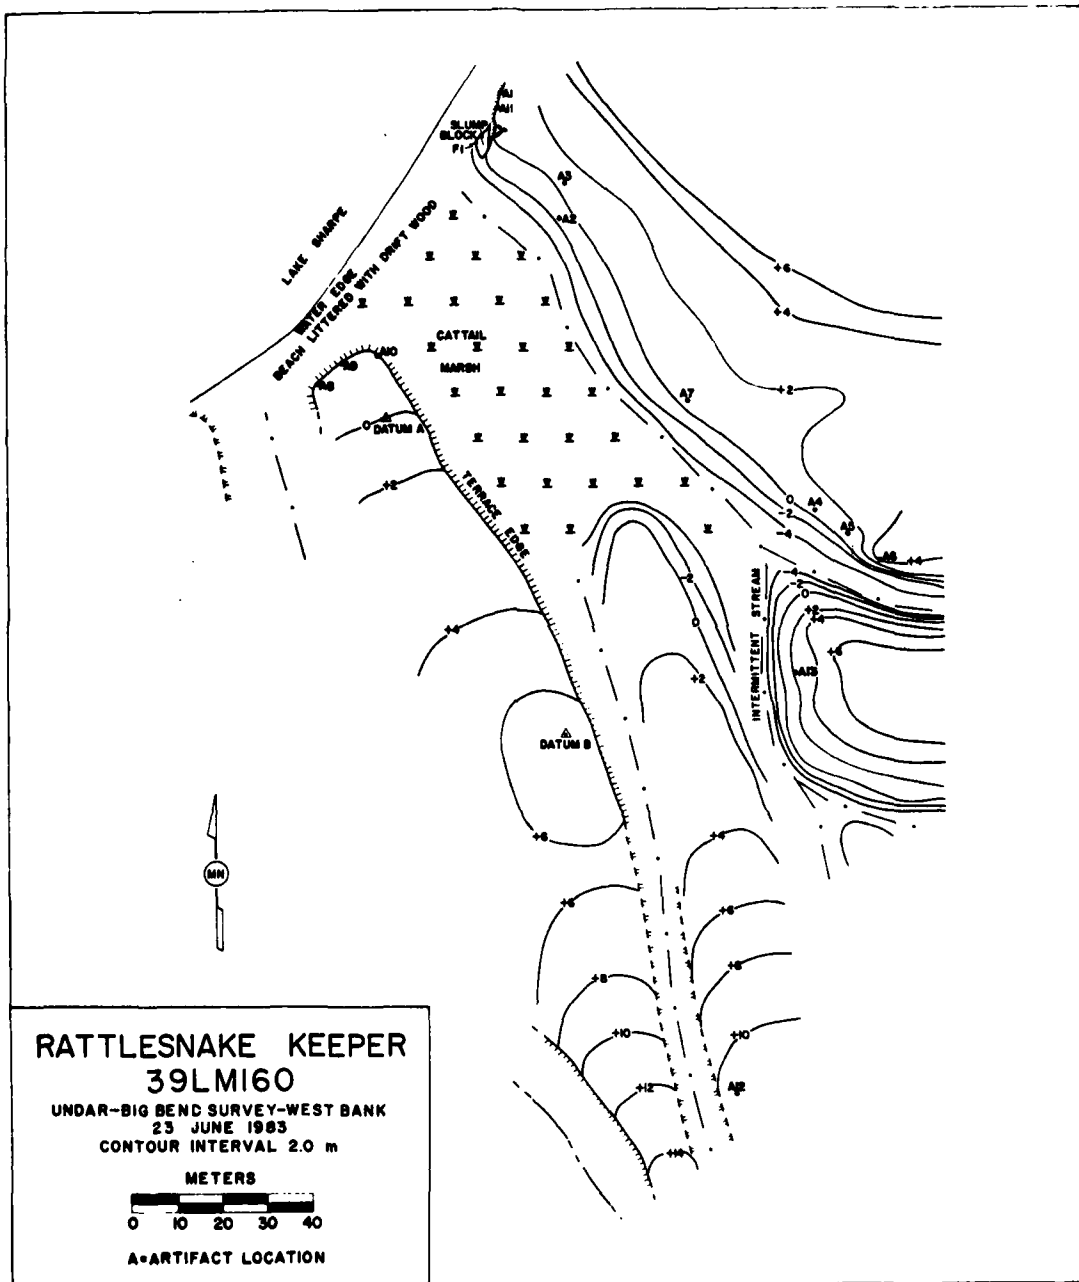 A1
A11
SLUMP
BLOCK
F1
A3
A2
LAKE SHARPE
WATER EDGE
BEACH LITTERED WITH DRIFT WOOD
+6
+4
CATTAIL
MARSH
A10
A9
A8
+2
A7
0
DATUM A
+2
TERRACE EDGE
0
-2
-4
A4
A5
A6
+4
-4
-2
0
+2
+4
+6
INTERMITTENT STREAM
-2
0
+4
+2
A13
DATUM B
+6
+4
+6
+6
+8
+8
+10
+10
+12
A12
+14
MN
RATTLESNAKE KEEPER
39LM160
UNDAR-BIG BEND SURVEY-WEST BANK
23 JUNE 1983
CONTOUR INTERVAL 2.0 m
METERS
0 10 20 30 40
A=ARTIFACT LOCATION